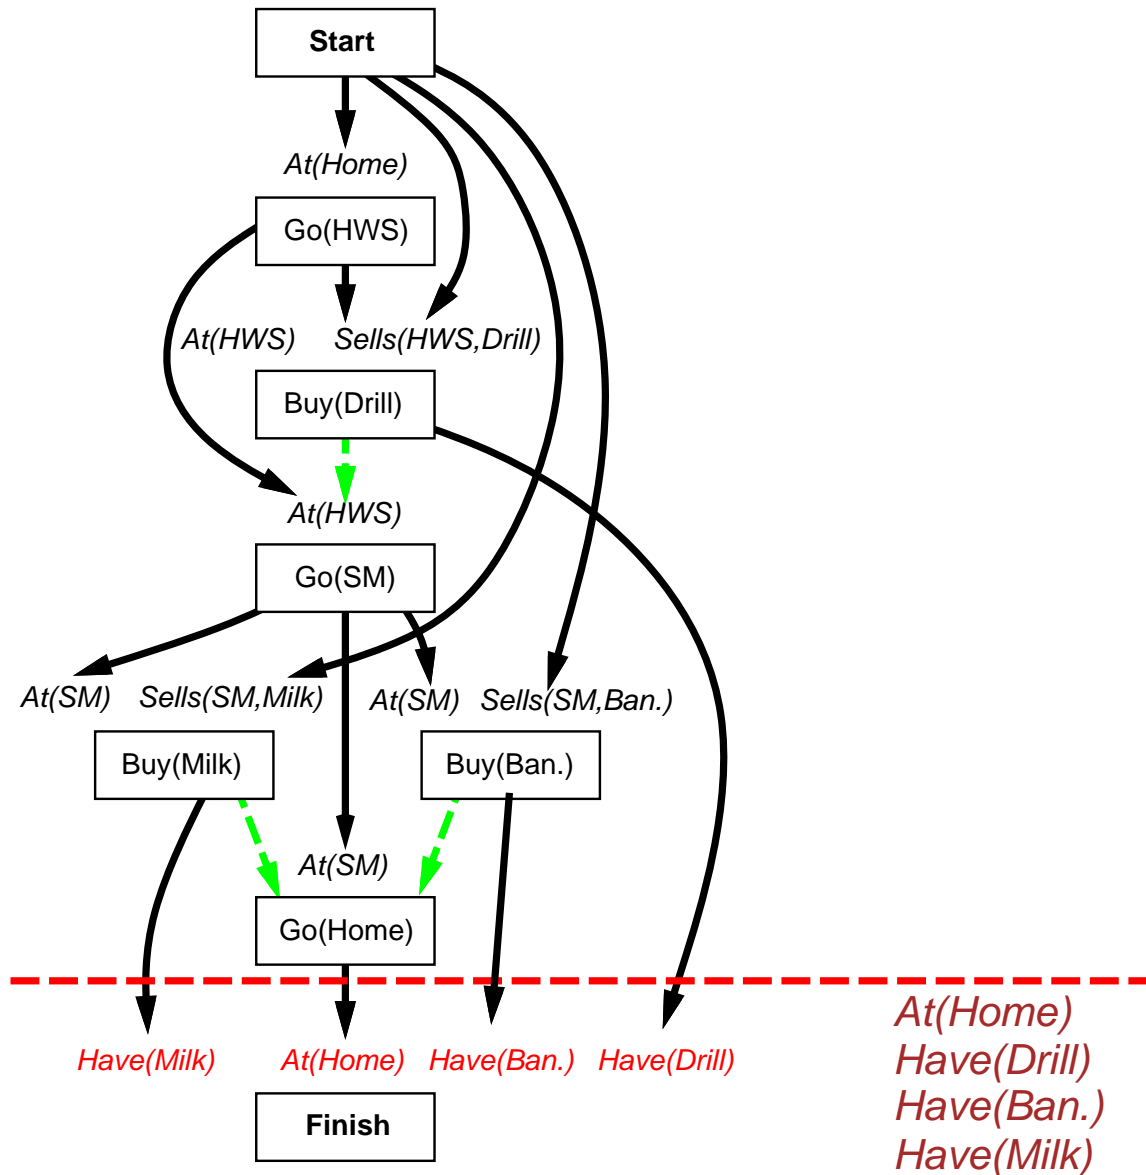 Start
At(Home)
Go(HWS)
At(HWS) Sells(HWS,Drill)
Buy(Drill)
At(HWS)
Go(SM)
At(SM) Sells(SM,Milk) At(SM) Sells(SM,Ban.)
Buy(Milk) Buy(Ban.)
At(SM)
Go(Home)
Have(Milk) At(Home) Have(Ban.) Have(Drill)
Finish
At(Home)
Have(Drill)
Have(Ban.)
Have(Milk)